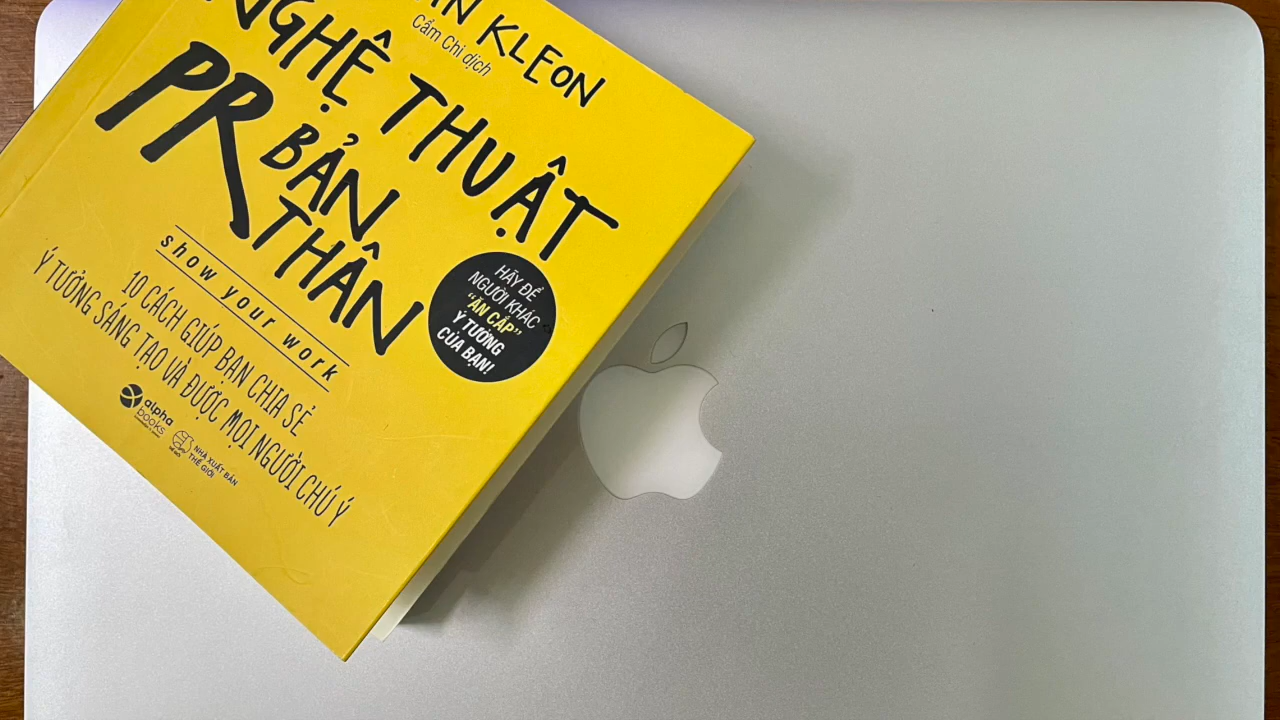 KLEON
Cẩm Chi dịch
NGHỆ THUẬT
PR BẢN
THÂN
show your work
10 CÁCH GIÚP BẠN CHIA SẺ
Ý TƯỞNG SÁNG TẠO VÀ ĐƯỢC MỌI NGƯỜI CHÚ Ý
HÃY ĐỂ
NGƯỜI KHÁC
"ĂN CẮP"
Ý TƯỞNG
CỦA BẠN!
alpha
books
NHÀ XUẤT BẢN
THẾ GIỚI